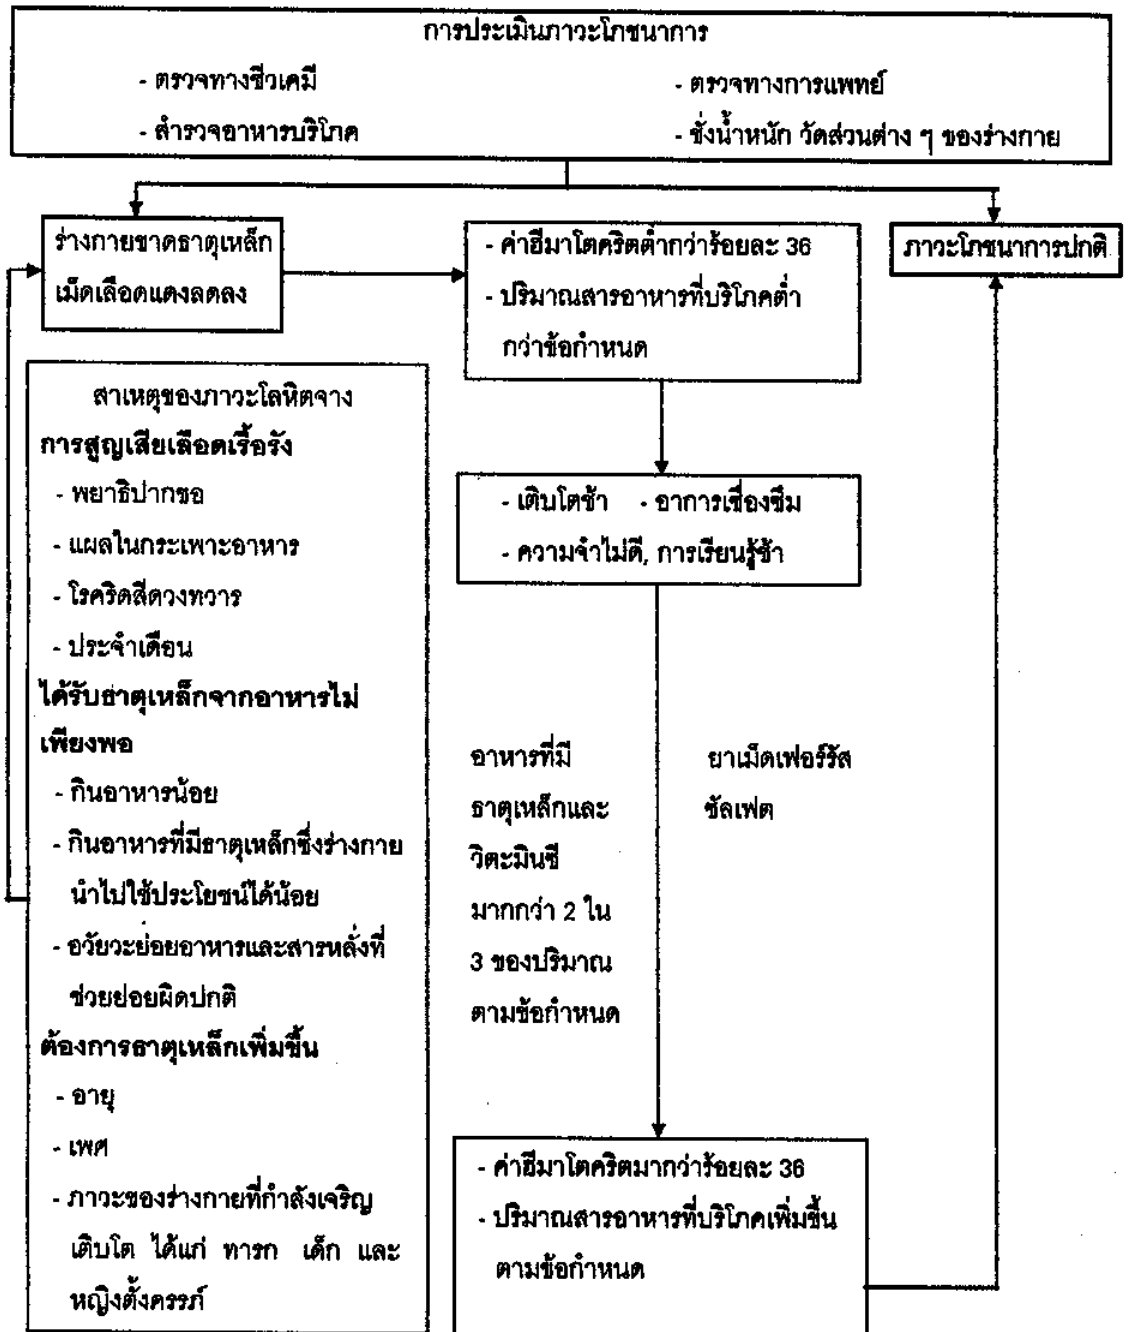 การประเมินภาวะโภชนาการ
- ตรวจทางชีวเคมี
- ตรวจทางการแพทย์
- สำรวจอาหารบริโภค
- ชั่งน้ำหนัก วัดส่วนต่าง ๆ ของร่างกาย
ร่างกายขาดธาตุเหล็ก
เม็ดเลือดแดงลดลง
- ค่าฮีมาโตคริตต่ำกว่าร้อยละ 36
- ปริมาณสารอาหารที่บริโภคต่ำ
กว่าข้อกำหนด
ภาวะโภชนาการปกติ
สาเหตุของภาวะโลหิตจาง
การสูญเสียเลือดเรื้อรัง
- พยาธิปากขอ
- แผลในกระเพาะอาหาร
- โรคริดสีดวงทวาร
- ประจำเดือน
ได้รับธาตุเหล็กจากอาหารไม่
เพียงพอ
- กินอาหารน้อย
- กินอาหารที่มีธาตุเหล็กซึ่งร่างกาย
นำไปใช้ประโยชน์ได้น้อย
- อวัยวะย่อยอาหารและสารหลั่งที่
ช่วยย่อยผิดปกติ
ต้องการธาตุเหล็กเพิ่มขึ้น
- อายุ
- เพศ
- ภาวะของร่างกายที่กำลังเจริญ
เติบโต ได้แก่ ทารก เด็ก และ
หญิงตั้งครรภ์
- เติบโตช้า - อาการเซื่องซึม
- ความจำไม่ดี, การเรียนรู้ช้า
อาหารที่มี
ธาตุเหล็กและ
วิตะมินซี
มากกว่า 2 ใน
3 ของปริมาณ
ตามข้อกำหนด
ยาเม็ดเฟอร์รัส
ซัลเฟต
- ค่าฮีมาโตคริตมากว่าร้อยละ 36
- ปริมาณสารอาหารที่บริโภคเพิ่มขึ้น
ตามข้อกำหนด